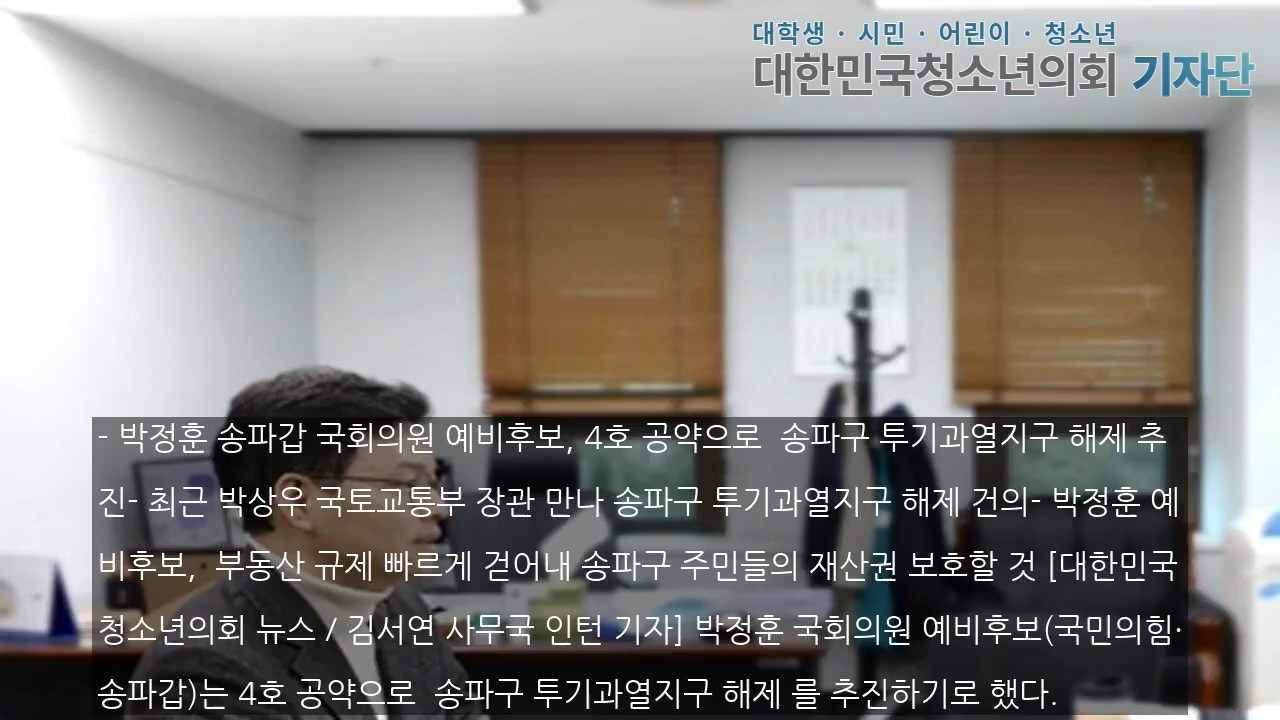 대학생 · 시민 · 어린이 · 청소년
대한민국청소년의회 기자단
- 박정훈 송파갑 국회의원 예비후보, 4호 공약으로  송파구 투기과열지구 해제 추
진- 최근 박상우 국토교통부 장관 만나 송파구 투기과열지구 해제 건의- 박정훈 예
비후보,  부동산 규제 빠르게 걷어내 송파구 주민들의 재산권 보호할 것 [대한민국
청소년의회 뉴스 / 김서연 사무국 인턴 기자] 박정훈 국회의원 예비후보(국민의힘·
송파갑)는 4호 공약으로  송파구 투기과열지구 해제 를 추진하기로 했다.